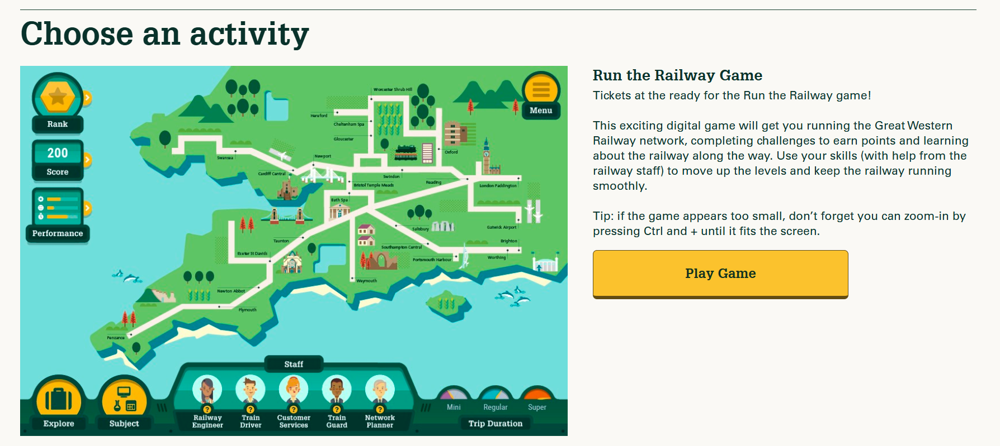 Choose an activity
Rank
200
Score
Performance
Menu
Worcester Shrub Hill
Hereford
Cheltenham Spa
Gloucester
Oxford
Newport
Swansea
Cardiff Central
Swindon
Bristol Temple Meads
Reading
London Paddington
Bath Spa
Salisbury
Gatwick Airport
Taunton
Brighton
Southampton Central
Exeter St Davids
Portsmouth Harbour
Worthing
Weymouth
Newton Abbot
Plymouth
Penzance
Staff
? ? ? ? ?
Railway Engineer
Train Driver
Customer Services
Train Guard
Network Planner
Explore
Subject
Mini
Regular
Super
Trip Duration
Run the Railway Game
Tickets at the ready for the Run the Railway game!
This exciting digital game will get you running the Great Western
Railway network, completing challenges to earn points and learning
about the railway along the way. Use your skills (with help from the
railway staff) to move up the levels and keep the railway running
smoothly.
Tip: if the game appears too small, don’t forget you can zoom-in by
pressing Ctrl and + until it fits the screen.
Play Game